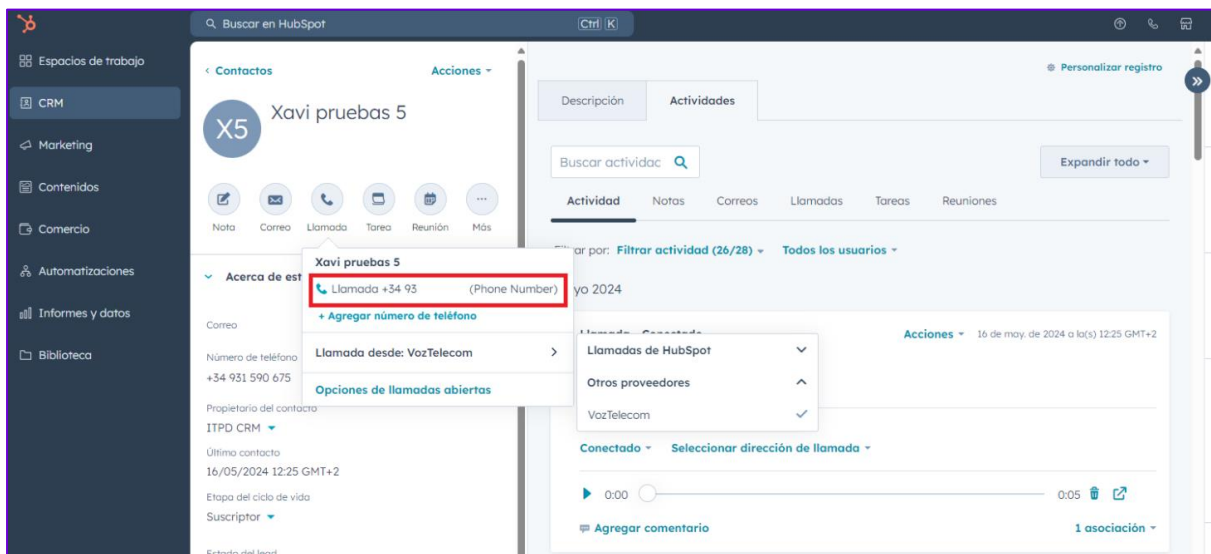 Buscar en HubSpot
Ctrl K
Espacios de trabajo
CRM
Marketing
Contenidos
Comercio
Automatizaciones
Informes y datos
Biblioteca
‹ Contactos
Acciones
X5
Xavi pruebas 5
Nota
Correo
Llamada
Tarea
Reunión
Más
Acerca de est
Correo
Número de teléfono
+34 931 590 675
Propietario del contacto
ITPD CRM
Último contacto
16/05/2024 12:25 GMT+2
Etapa del ciclo de vida
Suscriptor
Estado del lead
Xavi pruebas 5
Llamada +34 93 (Phone Number)
+ Agregar número de teléfono
Llamada desde: VozTelecom
Opciones de llamadas abiertas
Llamadas de HubSpot
Otros proveedores
VozTelecom
Personalizar registro
Descripción
Actividades
Buscar activida
Expandir todo
Actividad
Notas
Correos
Llamadas
Tareas
Reuniones
ar por: Filtrar actividad (26/28)
Todos los usuarios
yo 2024
Llamada Conectado
Acciones
16 de may. de 2024 a la(s) 12:25 GMT+2
Conectado
Seleccionar dirección de llamada
0:00
0:05
Agregar comentario
1 asociación